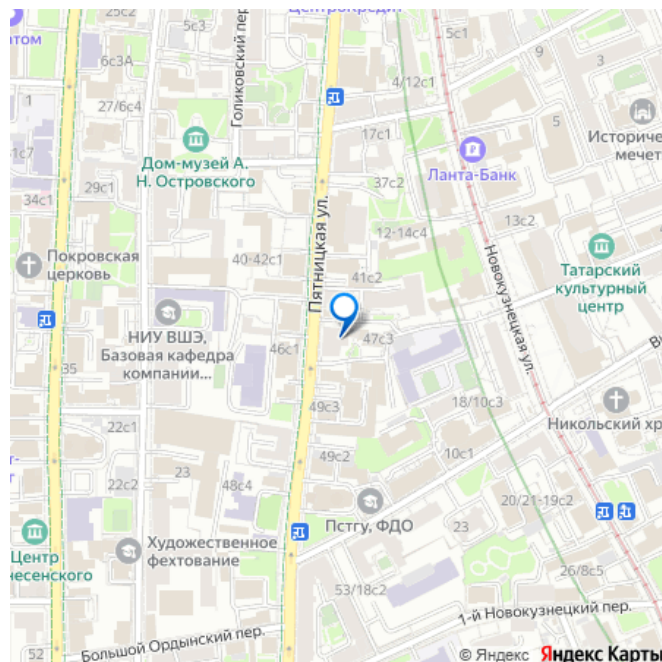 Центрокредит
25с2
5с3
6с3А
5с1
9
3
атом
Голиковский пер.
4/12с1
1
27/6с4
17с1
5
Историчес
мечет
Дом-музей А.
Н. Островского
Ланта-Банк
1с7
29с1
37с2
34с1
13с2
Пятницкая ул.
12-14с4
Покровская
церковь
40-42с1
41с2
Новокузнецкая ул.
Татарский
культурный
центр
НИУ ВШЭ,
Базовая кафедра
компании...
46с1
47с3
35
49с3
18/10с3
Никольский хр
22с1
49с2
10с1
23
22с2
48с4
20/21-19с2
Пстгу, ФДО
23
Центр
несенского
Художественное
фехтование
26/8с5
53/18с2
1-й Новокузнецкий пер.
Большой Ордынский пер.
52
© Яндекс Яндекс Карты